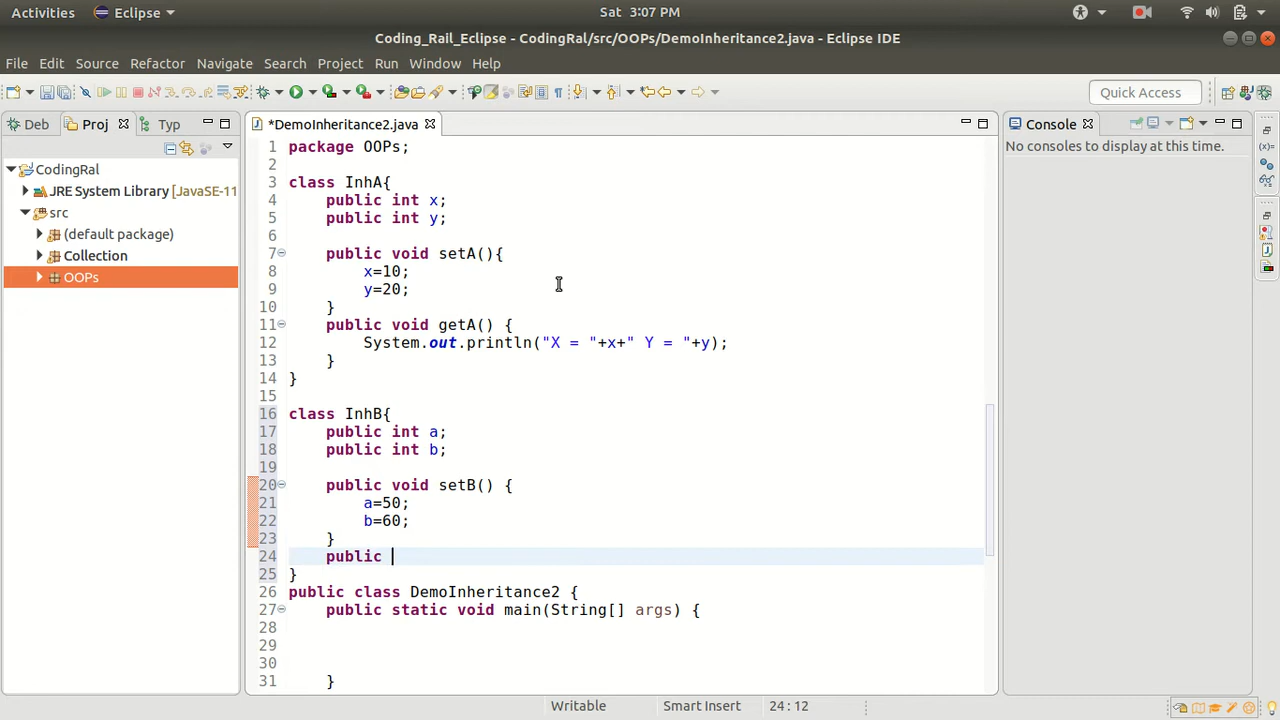 Activities Eclipse Sat 3:07 PM
Coding_Rail_Eclipse - CodingRal/src/OOPs/DemoInheritance2.java - Eclipse IDE
File Edit Source Refactor Navigate Search Project Run Window Help
Quick Access
Deb Proj Typ
CodingRal
JRE System Library [JavaSE-11
src
(default package)
Collection
OOPs
*DemoInheritance2.java
1 package OOPs;
2
3 class InhA{
4 public int x;
5 public int y;
6
7 public void setA(){
8 x=10;
9 y=20;
10 }
11 public void getA() {
12 System.out.println("X = "+x+" Y = "+y);
13 }
14 }
15
16 class InhB{
17 public int a;
18 public int b;
19
20 public void setB() {
21 a=50;
22 b=60;
23 }
24 public
25 }
26 public class DemoInheritance2 {
27 public static void main(String[] args) {
28
29
30
31 }
Console
No consoles to display at this time.
Writable Smart Insert 24 : 12